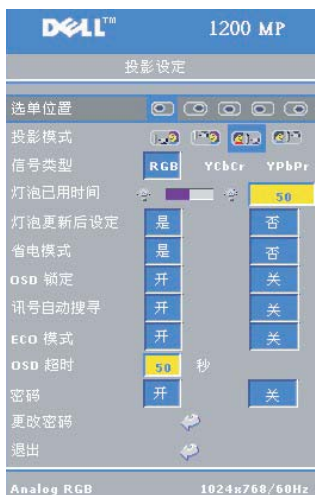 DELL™ 1200 MP
投影设定
选单位置
投影模式
信号类型 RGB YCbCr YPbPr
灯泡已用时间 50
灯泡更新后设定 是 否
省电模式 是 否
OSD 锁定 开 关
讯号自动搜寻 开 关
ECO 模式 开 关
OSD 超时 50 秒
密码 开 关
更改密码
退出
Analog RGB 1024x768/60Hz